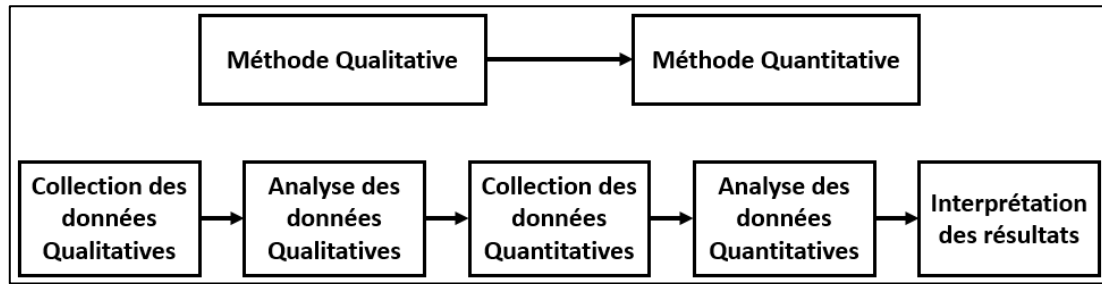 Méthode Qualitative
Méthode Quantitative
Collection des
données
Qualitatives
Analyse des
données
Qualitatives
Collection des
données
Quantitatives
Analyse des
données
Quantitatives
Interprétation
des résultats